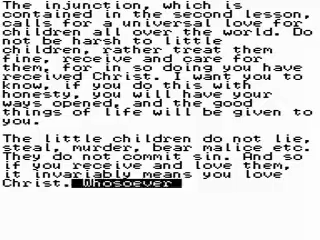 The injunction, which is
contained in the second lesson,
calls for a universal love for
children all over the world. Do
not be harsh to little
children, rather treat them
fine, receive and care for
them, for in so doing you have
received Christ. I want you to
know, if you do this with
honesty, you will have your
ways opened, and the good
things of life will be given to
you.
The little children do not lie,
steal, murder, bear malice etc.
They do not commit sin. And so
if you receive and love them,
it invariably means you love
Christ. Whosoever